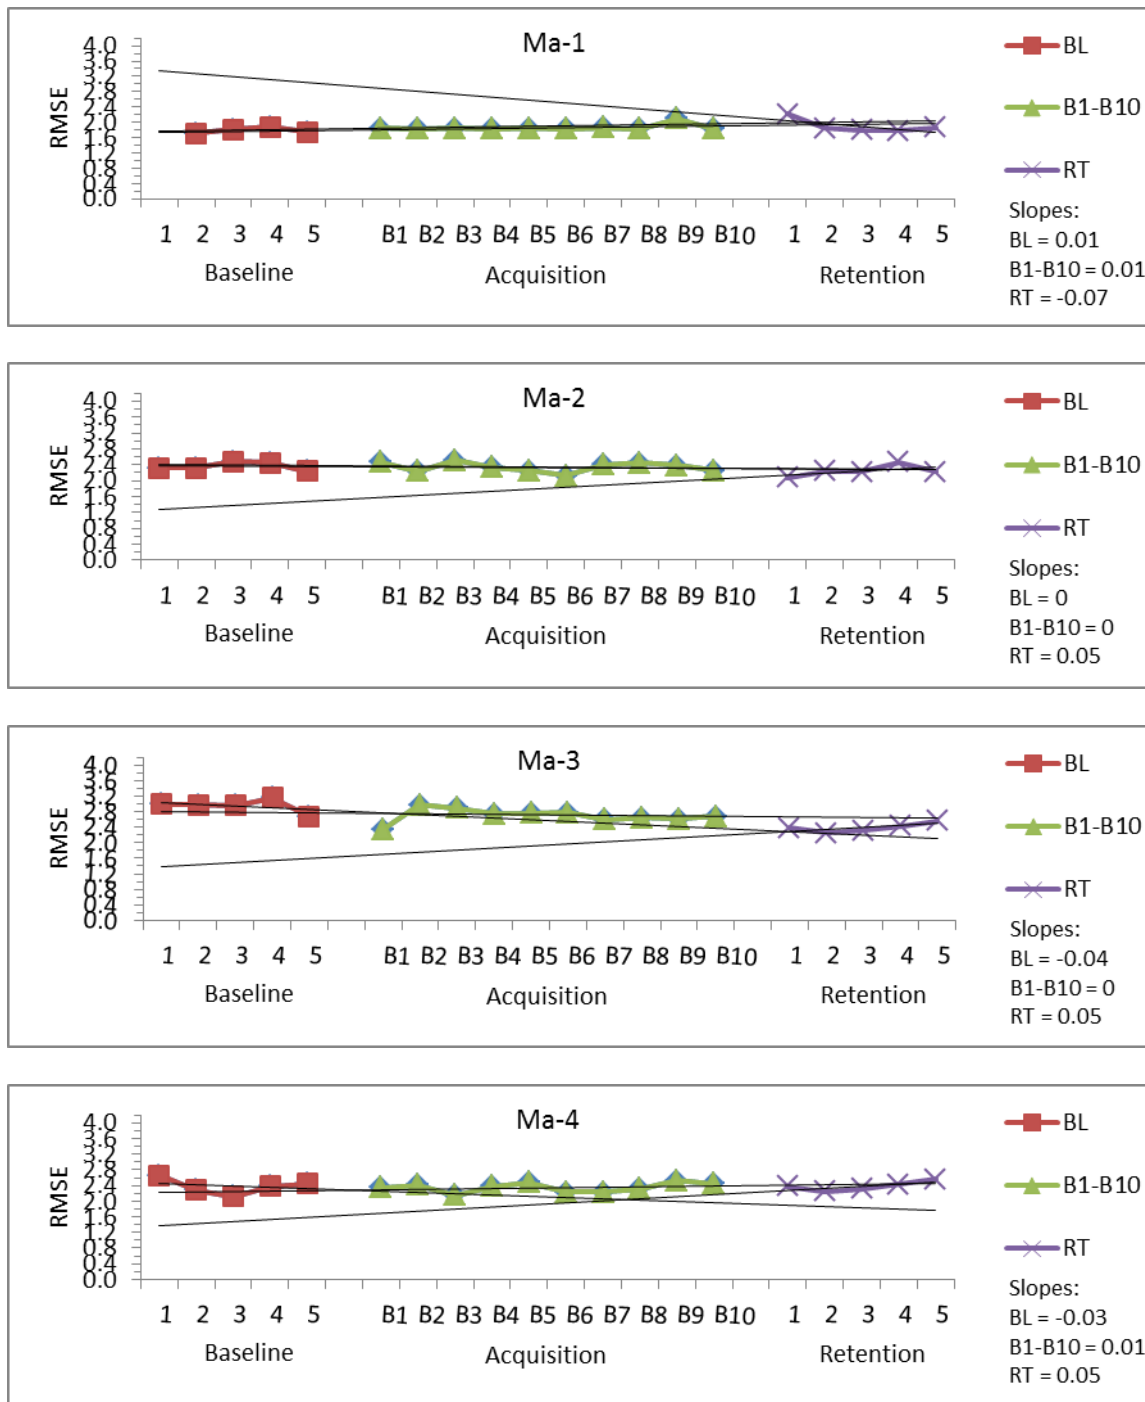 Ma-1
RMSE
4.0
3.6
3.2
2.8
2.4
2.0
1.6
1.2
0.8
0.4
0.0
1 2 3 4 5 B1 B2 B3 B4 B5 B6 B7 B8 B9 B10 1 2 3 4 5
Baseline Acquisition Retention
BL
B1-B10
RT
Slopes:
BL = 0.01
B1-B10 = 0.01
RT = -0.07
Ma-2
RMSE
4.0
3.6
3.2
2.8
2.4
2.0
1.6
1.2
0.8
0.4
0.0
1 2 3 4 5 B1 B2 B3 B4 B5 B6 B7 B8 B9 B10 1 2 3 4 5
Baseline Acquisition Retention
BL
B1-B10
RT
Slopes:
BL = 0
B1-B10 = 0
RT = 0.05
Ma-3
RMSE
4.0
3.6
3.2
2.8
2.4
2.0
1.6
1.2
0.8
0.4
0.0
1 2 3 4 5 B1 B2 B3 B4 B5 B6 B7 B8 B9 B10 1 2 3 4 5
Baseline Acquisition Retention
BL
B1-B10
RT
Slopes:
BL = -0.04
B1-B10 = 0
RT = 0.05
Ma-4
RMSE
4.0
3.6
3.2
2.8
2.4
2.0
1.6
1.2
0.8
0.4
0.0
1 2 3 4 5 B1 B2 B3 B4 B5 B6 B7 B8 B9 B10 1 2 3 4 5
Baseline Acquisition Retention
BL
B1-B10
RT
Slopes:
BL = -0.03
B1-B10 = 0.01
RT = 0.05